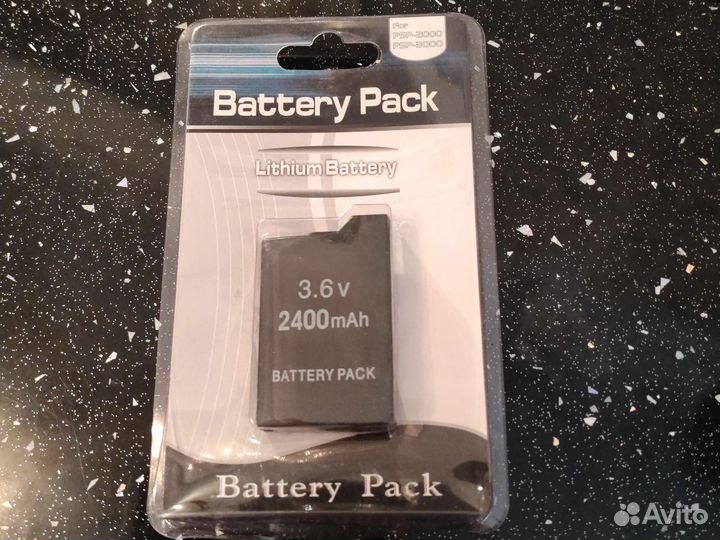 For
PSP-2000
PSP-3000
Battery Pack
Lithium Battery
3.6 v
2400mAh
BATTERY PACK
Battery Pack
Avito